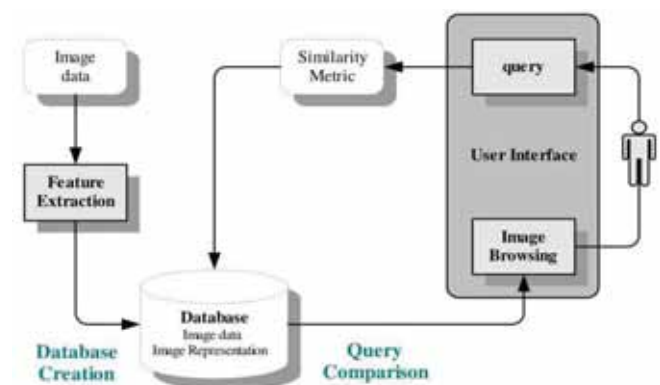 Image
data
Similarity
Metric
query
User Interface
Feature
Extraction
Image
Browsing
Database
Image data
Image Representation
Database
Creation
Query
Comparison